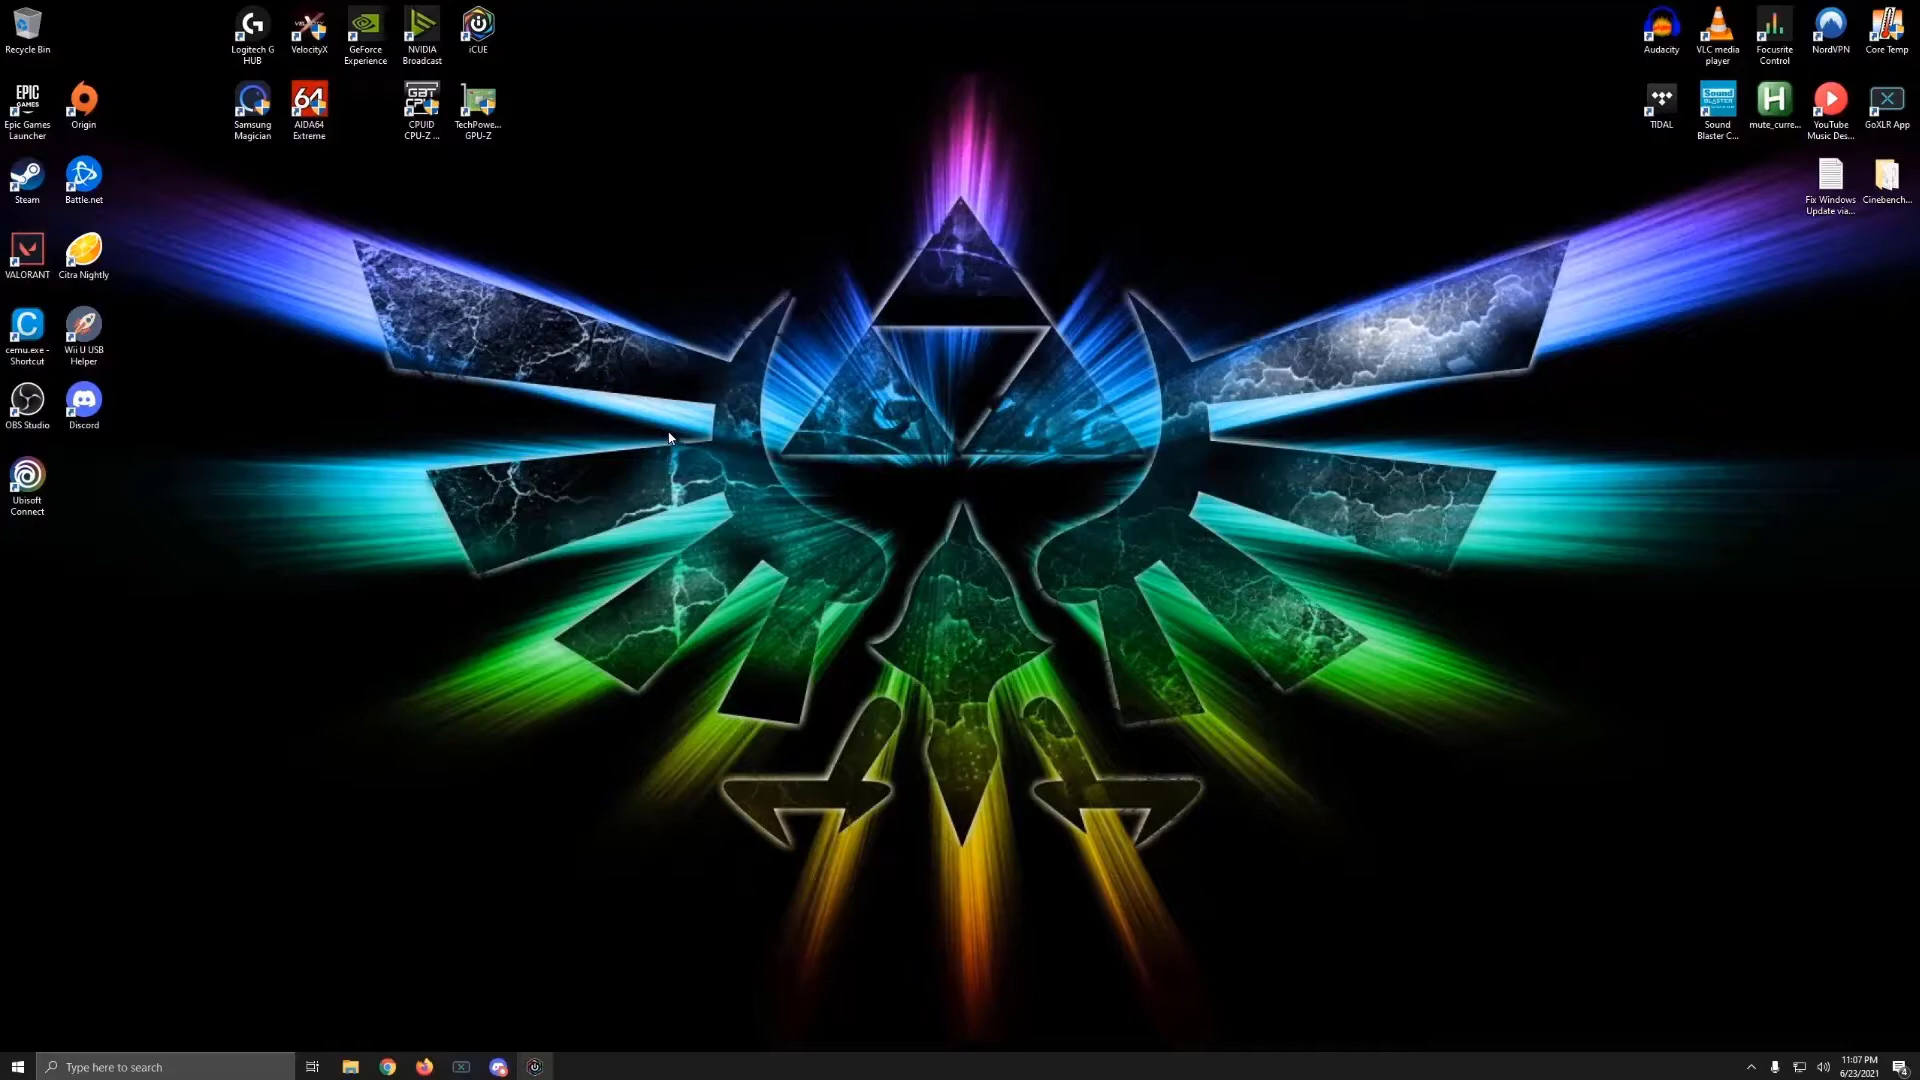 Recycle Bin
Logitech G
HUB
VelocityX
GeForce
Experience
NVIDIA
Broadcast
iCUE
Audacity
VLC media
player
Focusrite
Control
NordVPN
Core Temp
EPIC
GAMES
Epic Games
Launcher
Origin
Samsung
Magician
64
AIDA64
Extreme
CPUID
CPU-Z ...
TechPowe...
GPU-Z
TIDAL
Sound
BLASTER
Sound
Blaster C...
H
mute_curre...
YouTube
Music Des...
GoXLR App
Steam
Battle.net
Fix Windows
Update via...
Cinebench...
VALORANT
Citra Nightly
C
cemu.exe -
Shortcut
Wii U USB
Helper
OBS Studio
Discord
Ubisoft
Connect
Type here to search
11:07 PM
6/23/2021
4